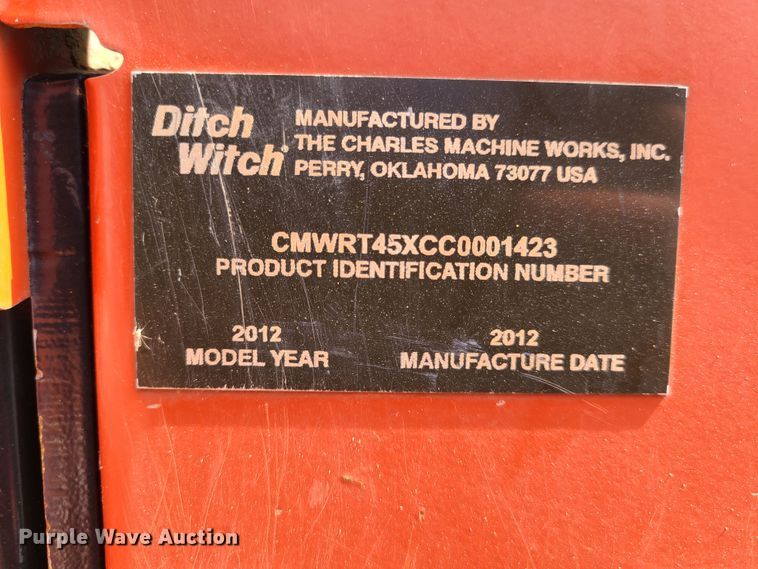 Ditch
Witch®
MANUFACTURED BY
THE CHARLES MACHINE WORKS, INC.
PERRY, OKLAHOMA 73077 USA
CMWRT45XCC0001423
PRODUCT IDENTIFICATION NUMBER
2012
MODEL YEAR
2012
MANUFACTURE DATE
Purple Wave Auction